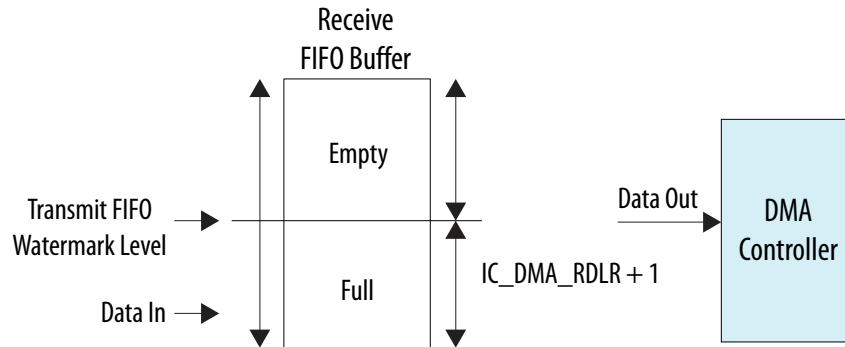 Receive
FIFO Buffer
Empty
Transmit FIFO
Watermark Level
Data Out
DMA
Controller
Full
IC_DMA_RDLR + 1
Data In